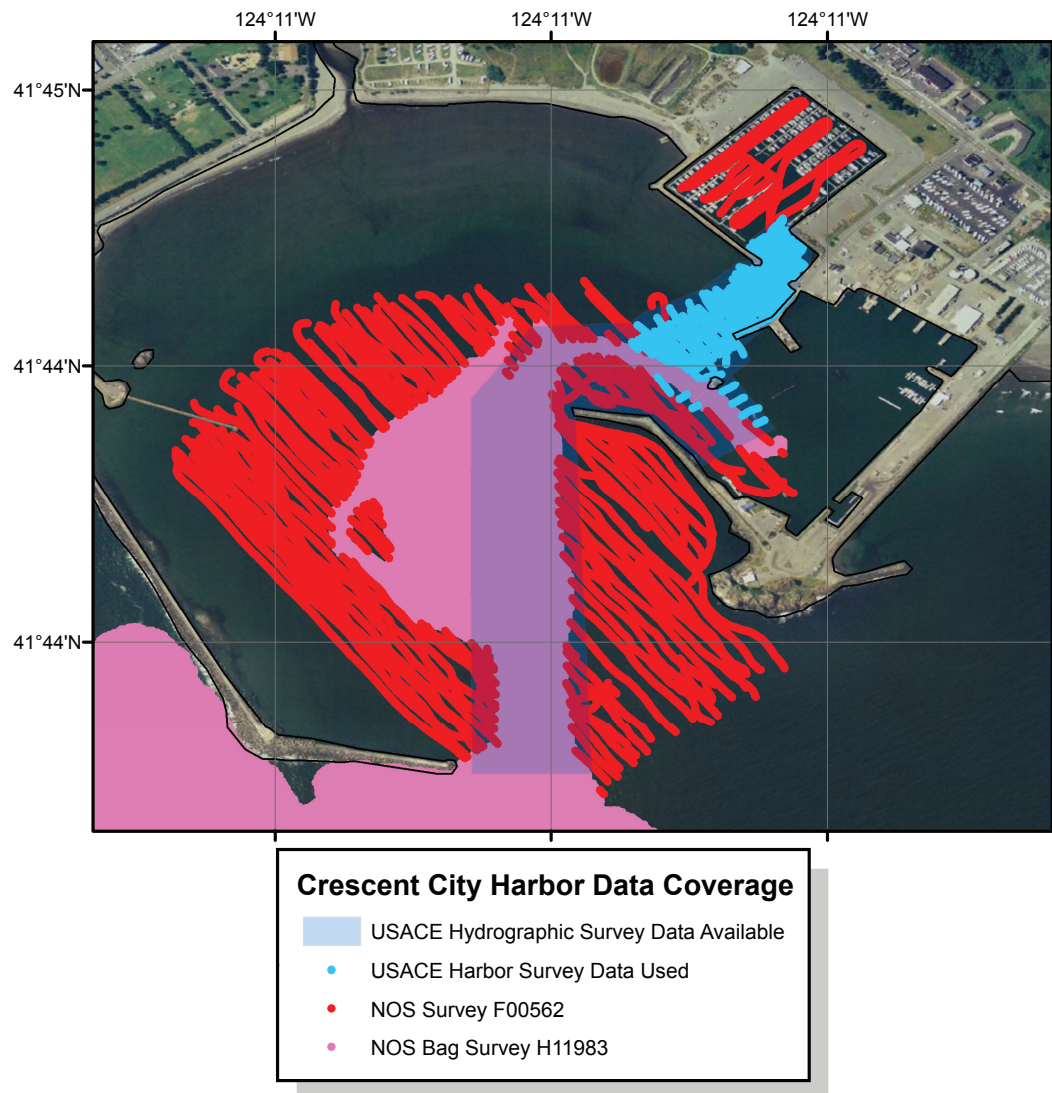 124°11'W 124°11'W 124°11'W
41°45'N
41°44'N
41°44'N
Crescent City Harbor Data Coverage
USACE Hydrographic Survey Data Available
USACE Harbor Survey Data Used
NOS Survey F00562
NOS Bag Survey H11983